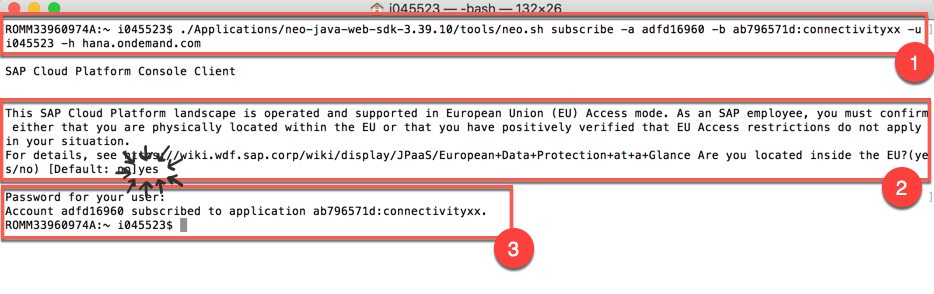 i045523 — -bash — 132×26
ROMM33960974A:~ i045523$ ./Applications/neo-java-web-sdk-3.39.10/tools/neo.sh subscribe -a adfd16960 -b ab796571d:connectivityxx -u
i045523 -h hana.ondemand.com
1
SAP Cloud Platform Console Client
This SAP Cloud Platform landscape is operated and supported in European Union (EU) Access mode. As an SAP employee, you must confirm
either that you are physically located within the EU or that you have positively verified that EU Access restrictions do not apply
in your situation.
For details, see https://wiki.wdf.sap.corp/wiki/display/JPaaS/European+Data+Protection+at+a+Glance Are you located inside the EU?(ye
s/no) [Default: no]yes
2
Password for your user:
Account adfd16960 subscribed to application ab796571d:connectivityxx.
ROMM33960974A:~ i045523$
3